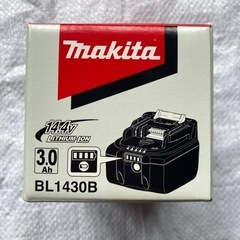 makita
14.4V
LITHIUM-ION
3.0
Ah
BL1430B